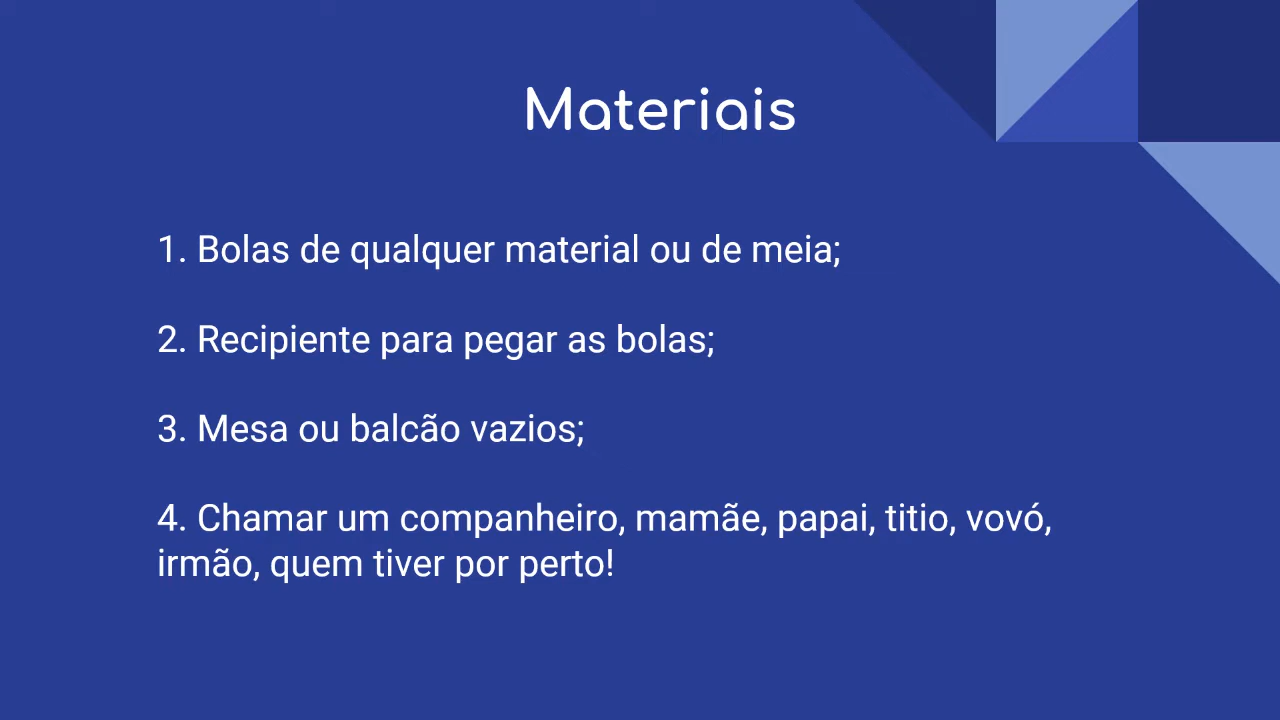 Materiais
1. Bolas de qualquer material ou de meia;
2. Recipiente para pegar as bolas;
3. Mesa ou balcão vazios;
4. Chamar um companheiro, mamãe, papai, titio, vovó,
irmão, quem tiver por perto!